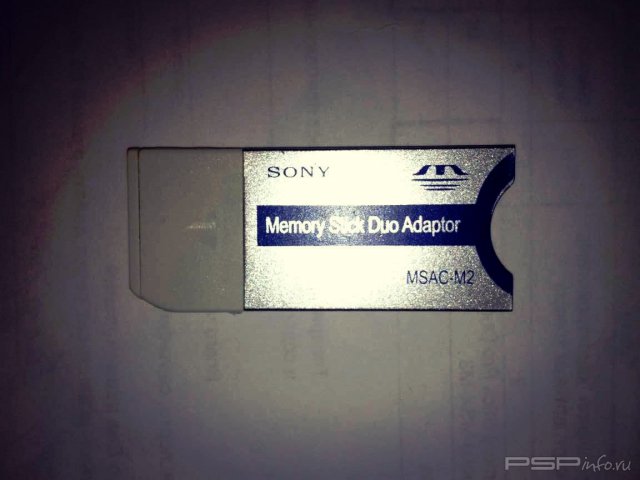 SONY
Memory Stick Duo Adaptor
MSAC-M2
PSPinfo.ru